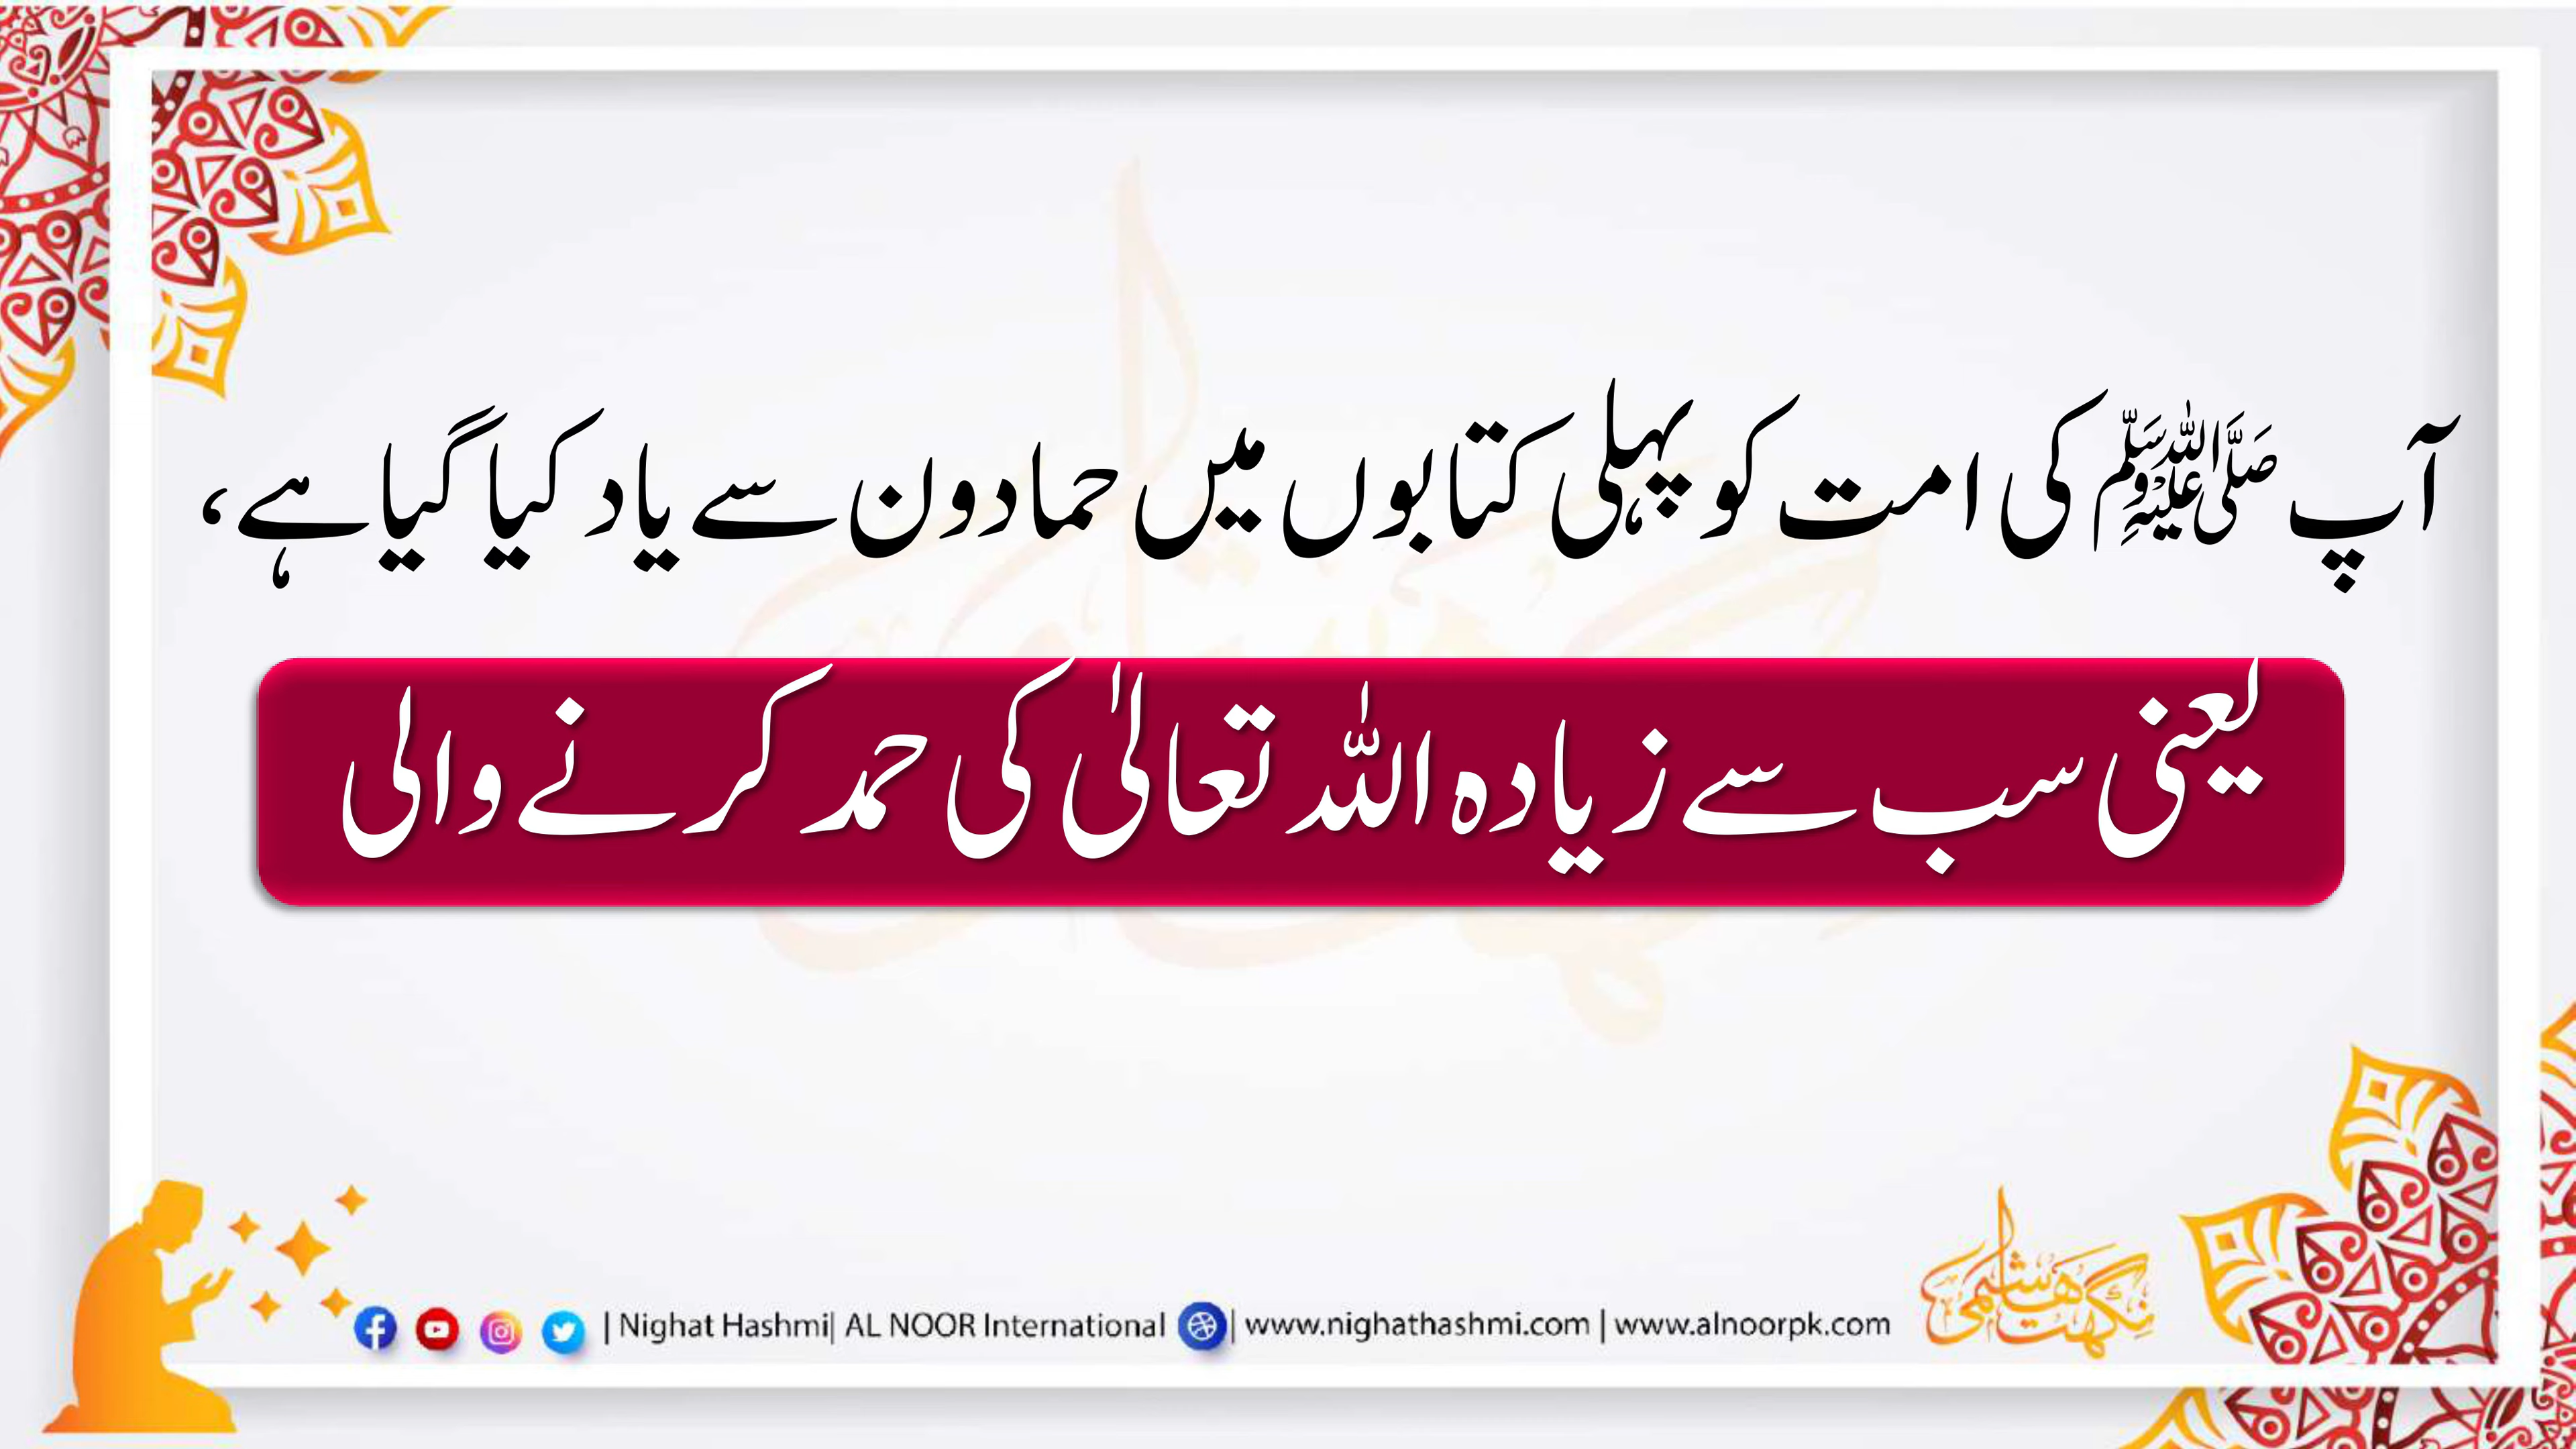 آپ ﷺ کی امت کو پہلی کتابوں میں حمادون سے یاد کیا گیا ہے،
یعنی سب سے زیادہ اللہ تعالیٰ کی حمد کرنے والی
| Nighat Hashmi| AL NOOR International | www.nighathashmi.com | www.alnoorpk.com
نگہت ہاشمی